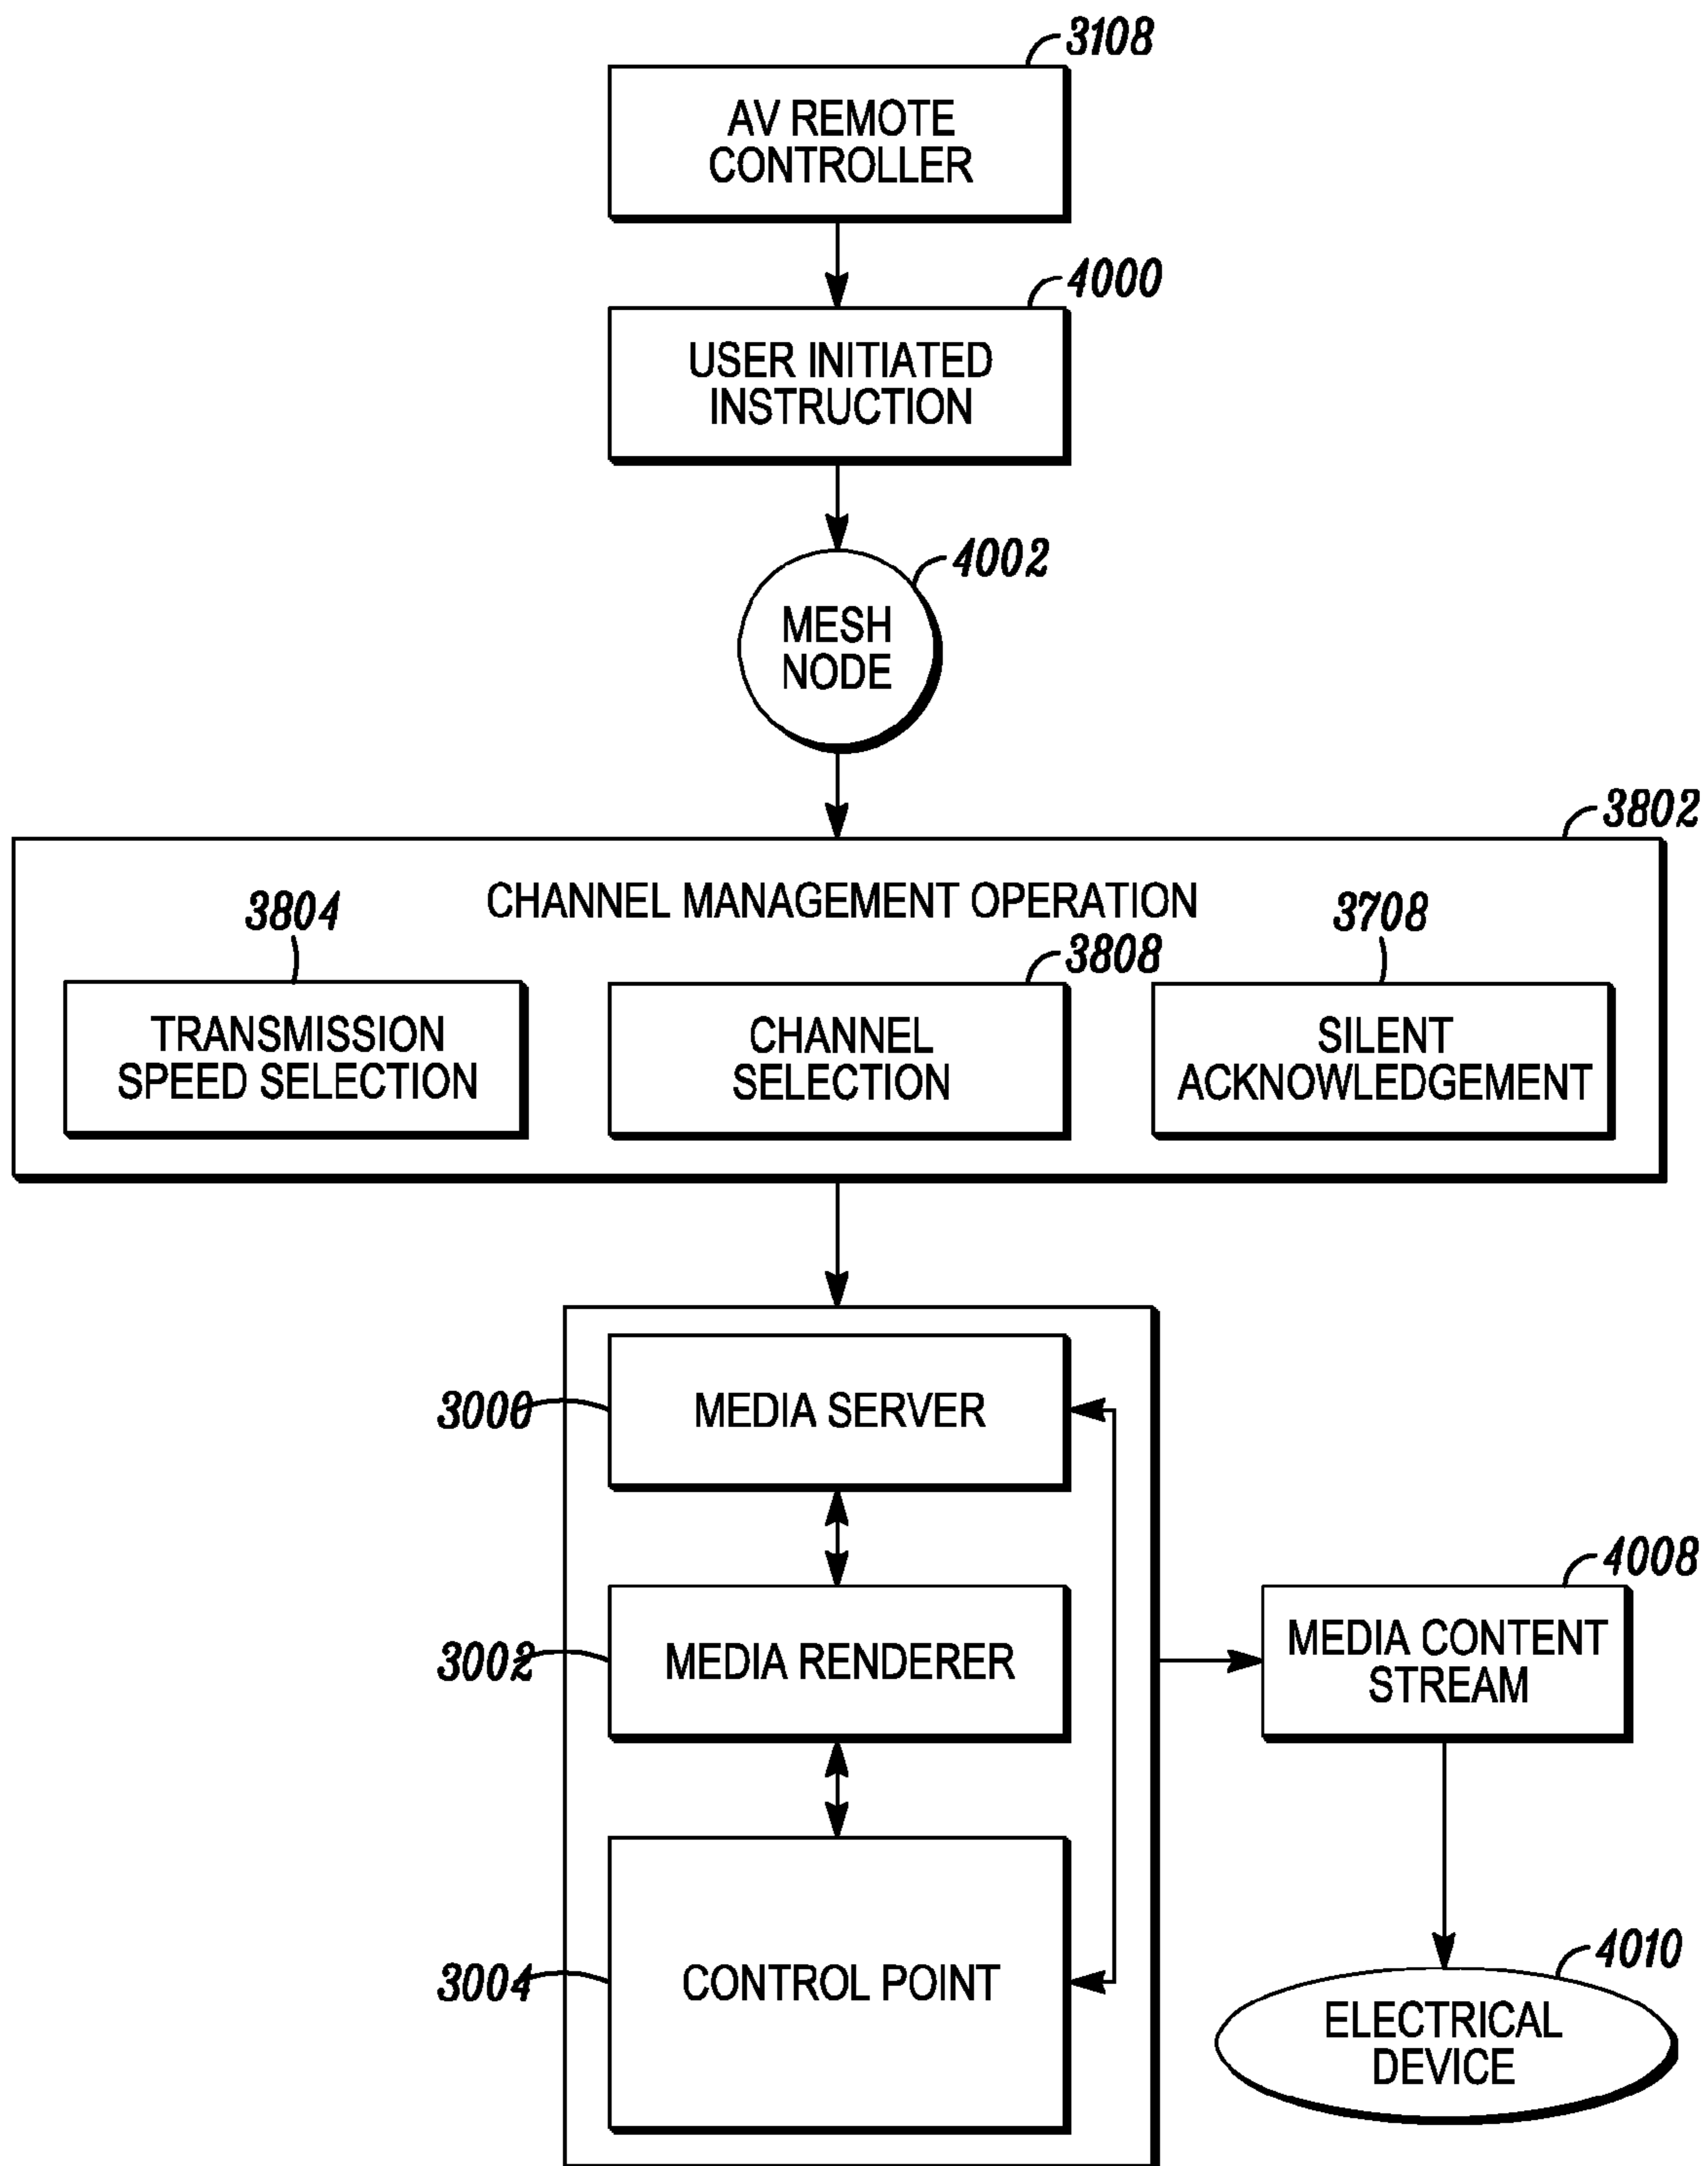 3108
AV REMOTE
CONTROLLER
4000
USER INITIATED
INSTRUCTION
4002
MESH
NODE
3802
CHANNEL MANAGEMENT OPERATION
3804
TRANSMISSION
SPEED SELECTION
3808
CHANNEL
SELECTION
3708
SILENT
ACKNOWLEDGEMENT
3000
MEDIA SERVER
3002
MEDIA RENDERER
3004
CONTROL POINT
4008
MEDIA CONTENT
STREAM
4010
ELECTRICAL
DEVICE